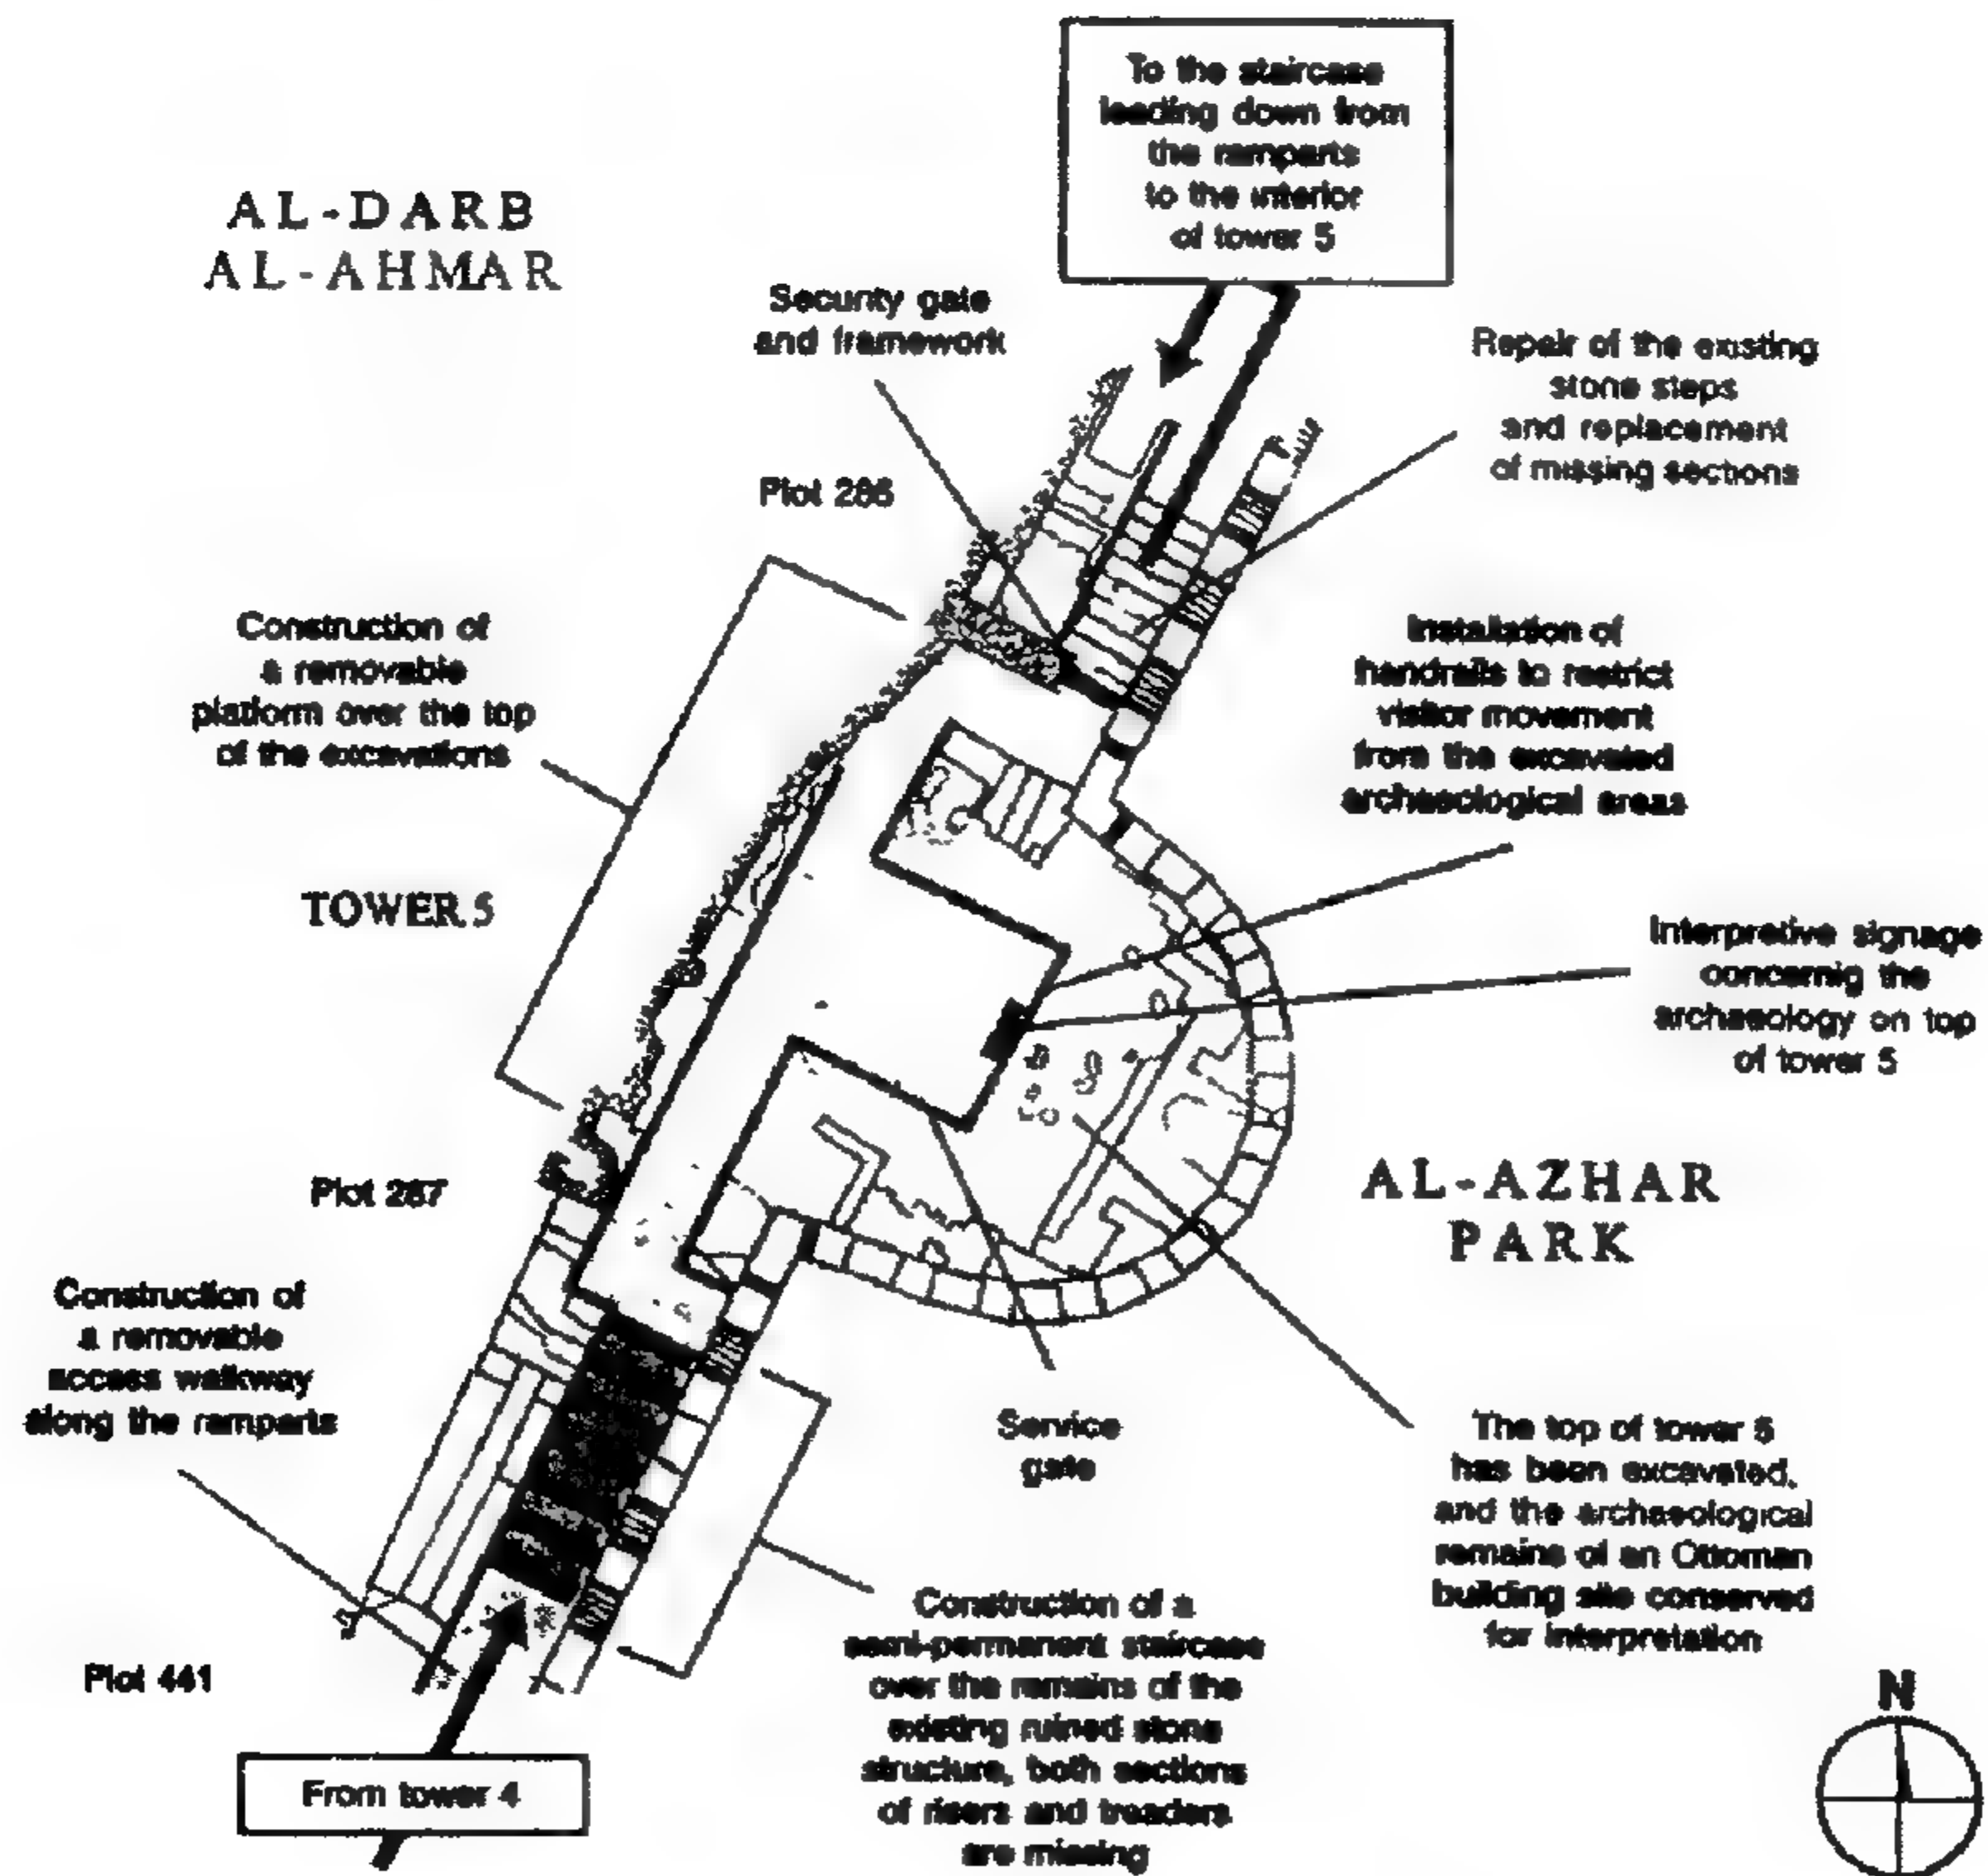 To the staircase
leading down from
the ramparts
to the interior
of tower 5
AL-DARB
AL-AHMAR
Security gate
and framework
Repair of the existing
stone steps
and replacement
of missing sections
Plot 286
Construction of
a removable
platform over the top
of the excavations
Installation of
handrails to restrict
visitor movement
from the excavated
archaeological areas
TOWER 5
Interpretive signage
concernig the
archaeology on top
of tower 5
Plot 287
AL-AZHAR
PARK
Construction of
a removable
access walkway
along the ramparts
Service
gate
The top of tower 5
has been excavated,
and the archaeological
remains of an Ottoman
building site conserved
for interpretation
Construction of a
semi-permanent staircase
over the remains of the
existing ruined stone
structure, both sections
of risers and treaders
are missing
Plot 441
From tower 4
N